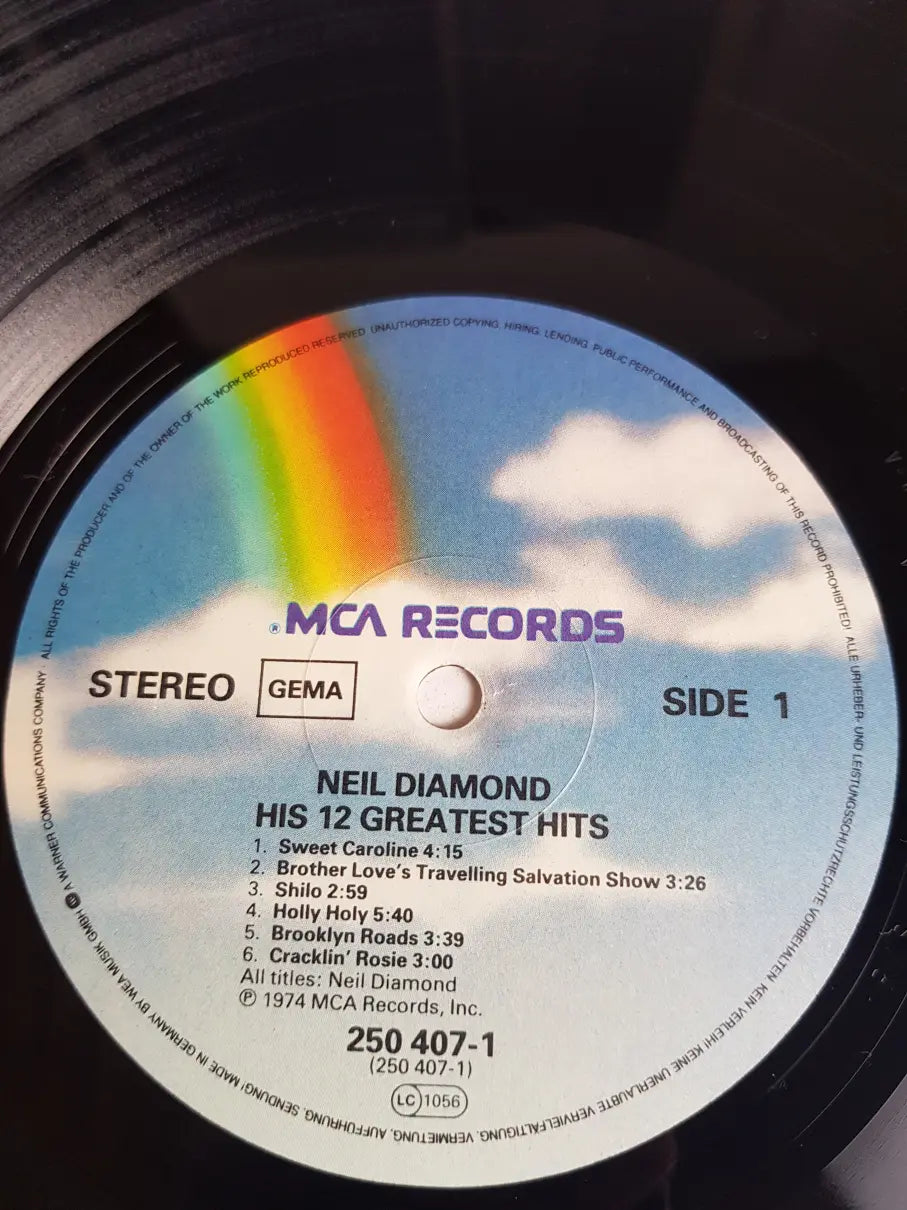 ® MCA RECORDS
STEREO GEMA SIDE 1
NEIL DIAMOND
HIS 12 GREATEST HITS
1. Sweet Caroline 4:15
2. Brother Love's Travelling Salvation Show 3:26
3. Shilo 2:59
4. Holly Holy 5:40
5. Brooklyn Roads 3:39
6. Cracklin' Rosie 3:00
All titles: Neil Diamond
℗ 1974 MCA Records, Inc.
250 407-1
(250 407-1)
LC 1056
ALL RIGHTS OF THE PRODUCER AND OF THE OWNER OF THE WORK REPRODUCED RESERVED. UNAUTHORIZED COPYING, HIRING, LENDING, PUBLIC PERFORMANCE AND BROADCASTING OF THIS RECORD PROHIBITED! ALLE URHEBER- UND LEISTUNGSSCHUTZRECHTE VORBEHALTEN. KEIN VERLEIH! KEINE UNERLAUBTE VERVIELFÄLTIGUNG, VERMIETUNG, AUFFÜHRUNG, SENDUNG! MADE IN GERMANY BY WEA MUSIK GMBH A WARNER COMMUNICATIONS COMPANY